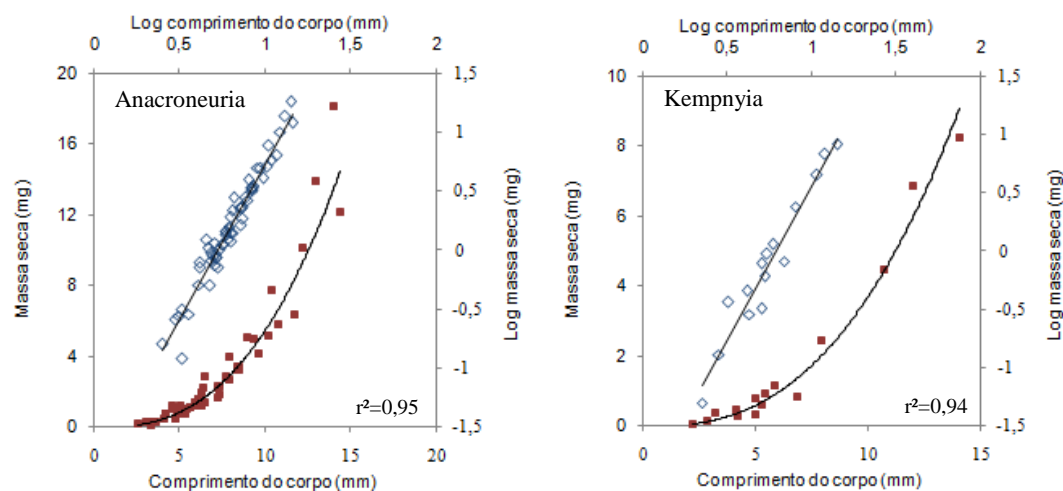 Log comprimento do corpo (mm)
0 0,5 1 1,5 2
20
16
12
8
4
0
Massa seca (mg)
Anacroneuria
r²=0,95
1,5
1
0,5
0
-0,5
-1
-1,5
Log massa seca (mg)
0 5 10 15 20
Comprimento do corpo (mm)
Log comprimento do corpo (mm)
0 0,5 1 1,5 2
10
8
6
4
2
0
Massa seca (mg)
Kempnyia
r²=0,94
1,5
1
0,5
0
-0,5
-1
-1,5
Log massa seca (mg)
0 5 10 15
Comprimento do corpo (mm)